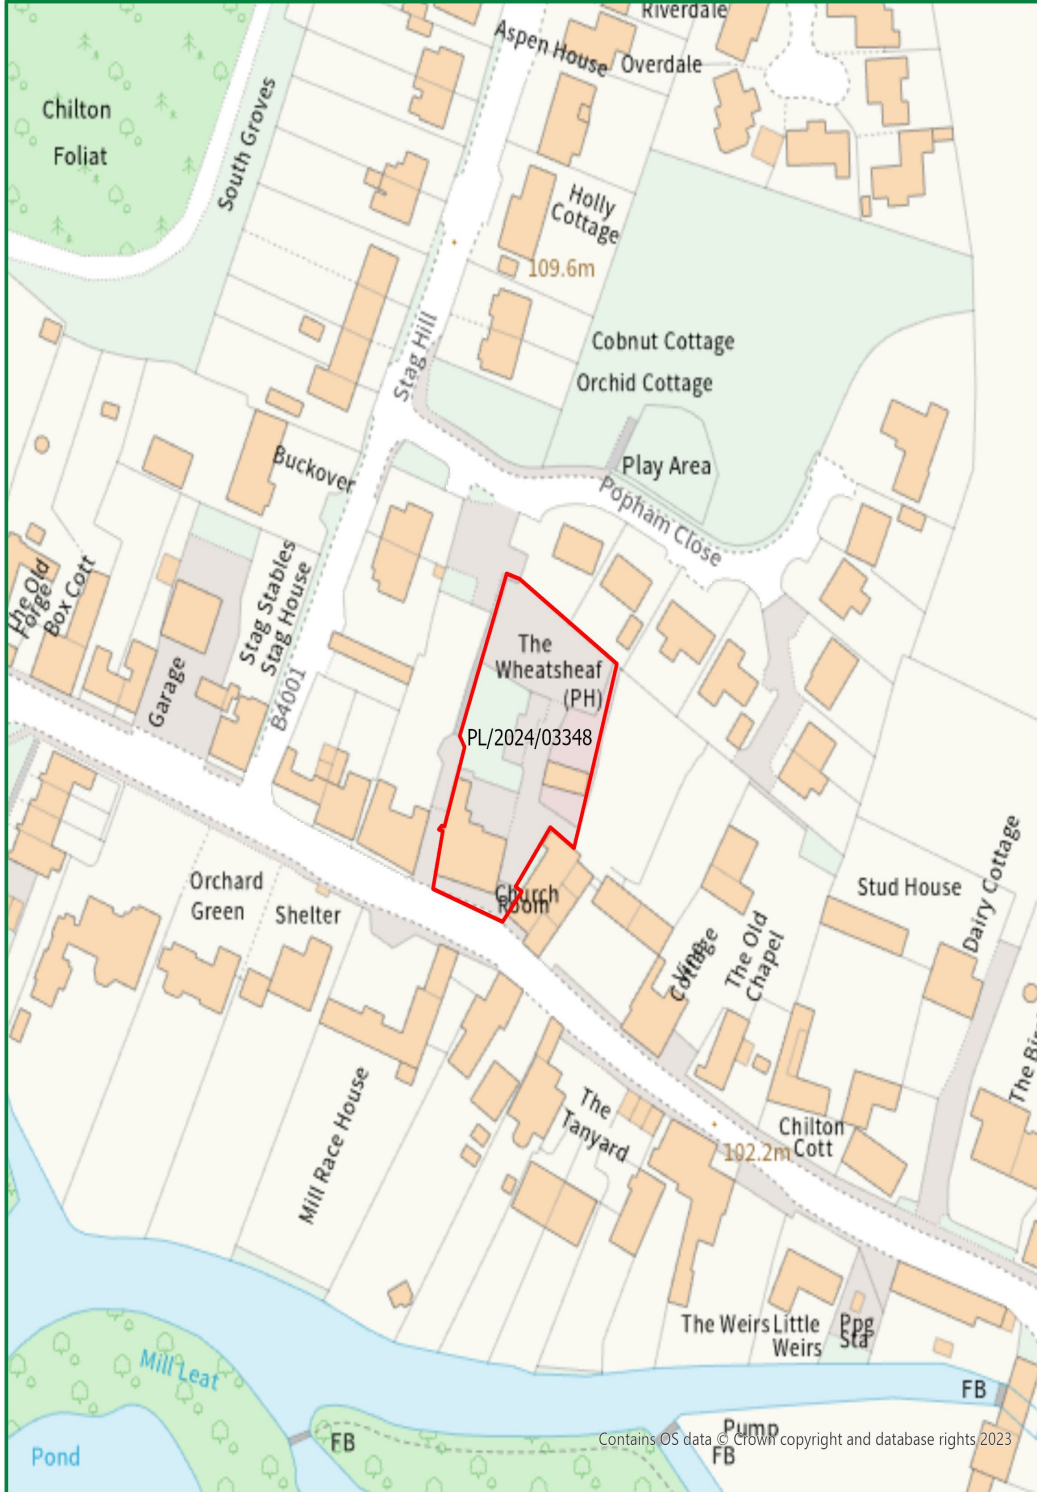 Riverdale
Aspen House
Overdale
Chilton
Foliat
South Groves
Holly
Cottage
109.6m
Stag Hill
Cobnut Cottage
Orchid Cottage
Play Area
Buckover
Popham Close
The Old
Forge
Box Cott
Stag Stables
Stag House
Garage
B4001
The
Wheatsheaf
(PH)
PL/2024/03348
Church
Room
Orchard
Green
Shelter
Stud House
Dairy Cottage
Vine
Cottage
The Old
Chapel
Mill Race House
The
Tanyard
Chilton
Cott
102.2m
The
The Weirs
Little
Weirs
Ppg
Sta
Mill Leat
Pond
FB
FB
Pump
FB
Contains OS data © Crown copyright and database rights 2023